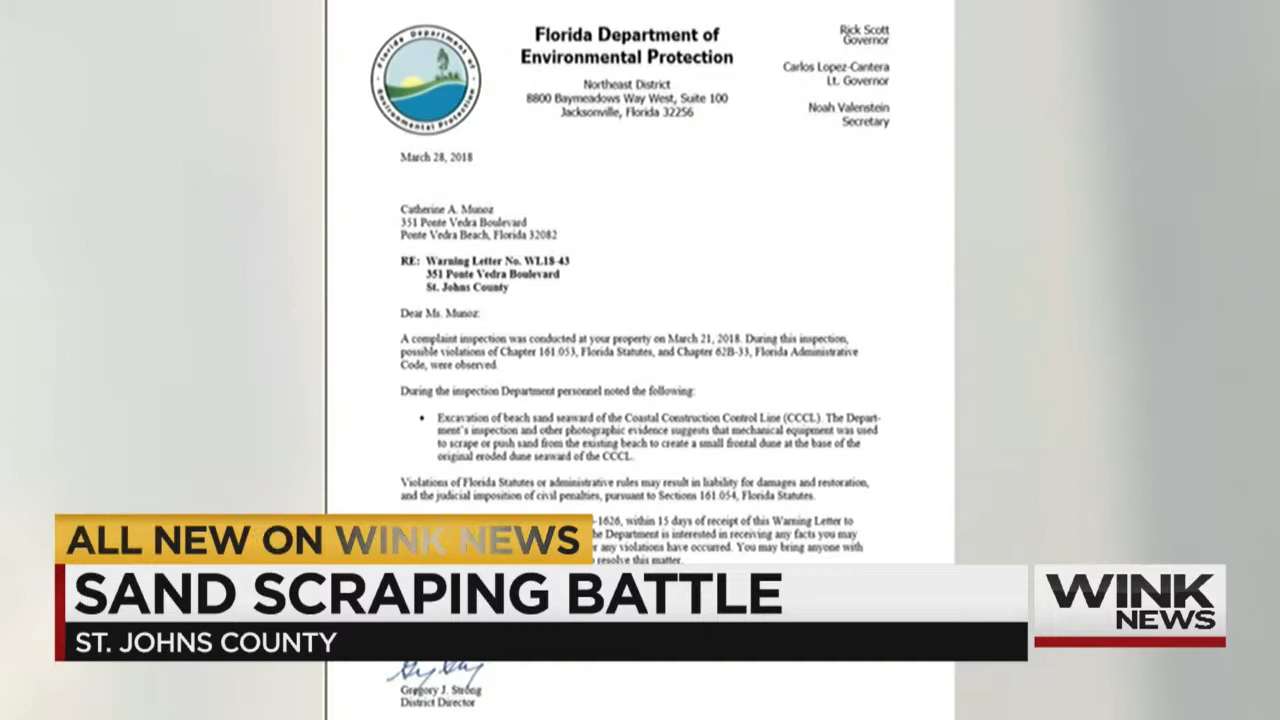 Florida Department of Environmental Protection
Florida Department of
Environmental Protection
Northeast District
8800 Baymeadows Way West, Suite 100
Jacksonville, Florida 32256
Rick Scott
Governor
Carlos Lopez-Cantera
Lt. Governor
Noah Valenstein
Secretary
March 28, 2018
Catherine A. Munoz
351 Ponte Vedra Boulevard
Ponte Vedra Beach, Florida 32082
RE: Warning Letter No. WL18-43
351 Ponte Vedra Boulevard
St. Johns County
Dear Ms. Munoz:
A complaint inspection was conducted at your property on March 21, 2018. During this inspection,
possible violations of Chapter 161.053, Florida Statutes, and Chapter 62B-33, Florida Administrative
Code, were observed.
During the inspection Department personnel noted the following:
• Excavation of beach sand seaward of the Coastal Construction Control Line (CCCL). The Depart-
ment's inspection and other photographic evidence suggests that mechanical equipment was used
to scrape or push sand from the existing beach to create a small frontal dune at the base of the
original eroded dune seaward of the CCCL.
Violations of Florida Statutes or administrative rules may result in liability for damages and restoration,
and the judicial imposition of civil penalties, pursuant to Sections 161.054, Florida Statutes.
-1626, within 15 days of receipt of this Warning Letter to
he Department is interested in receiving any facts you may
r any violations have occurred. You may bring anyone with
resolve this matter.
ALL NEW ON WINK NEWS
SAND SCRAPING BATTLE
ST. JOHNS COUNTY
WINK
NEWS
Gregory J. Strong
District Director